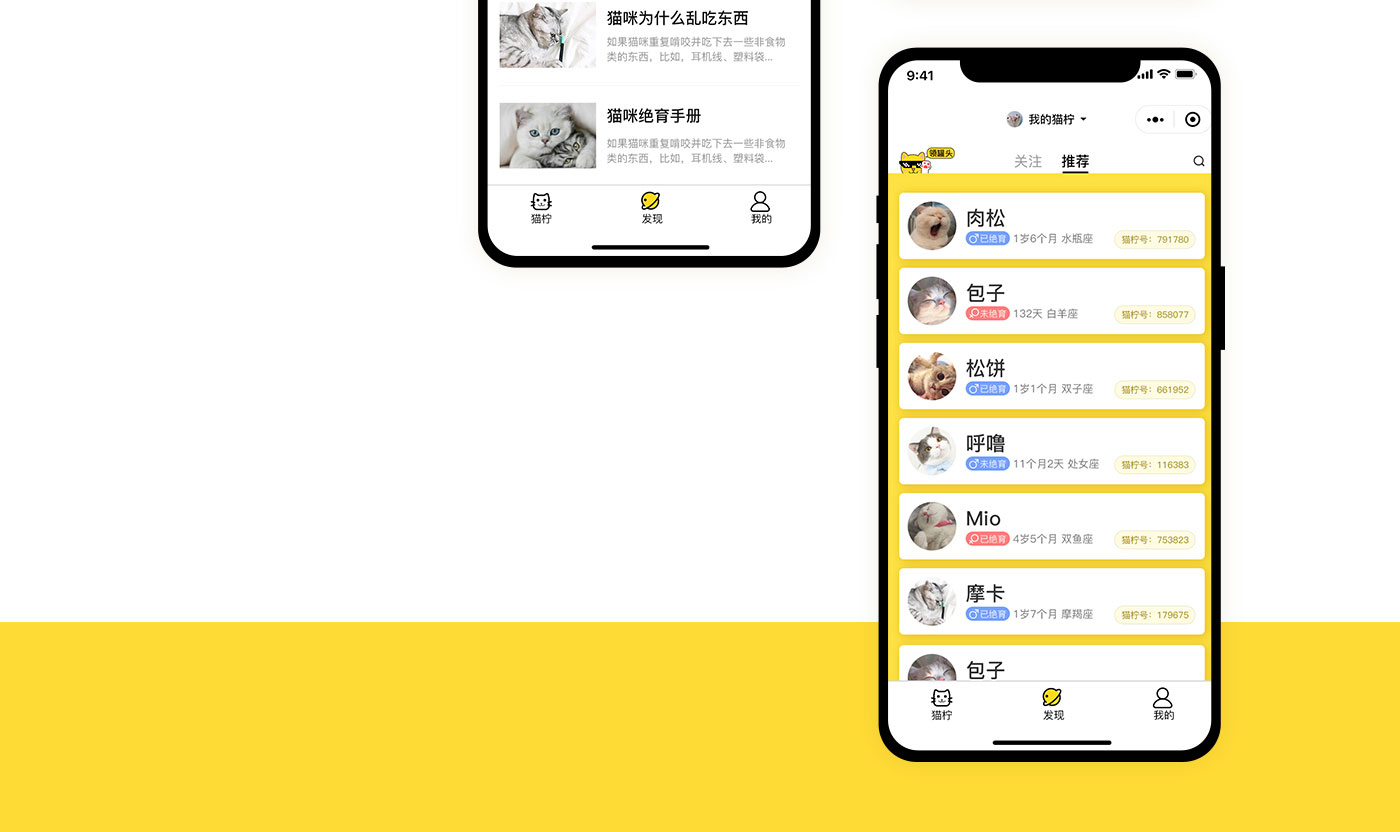 猫咪为什么乱吃东西
如果猫咪重复啃咬并吃下去一些非食物
类的东西，比如，耳机线、塑料袋...
猫咪绝育手册
如果猫咪重复啃咬并吃下去一些非食物
类的东西，比如，耳机线、塑料袋...
猫柠
发现
我的
9:41
我的猫柠
领罐头
关注
推荐
肉松
已绝育 1岁6个月 水瓶座
猫柠号：791780
包子
未绝育 132天 白羊座
猫柠号：858077
松饼
已绝育 1岁1个月 双子座
猫柠号：661952
呼噜
未绝育 11个月2天 处女座
猫柠号：116383
Mio
已绝育 4岁5个月 双鱼座
猫柠号：753823
摩卡
已绝育 1岁7个月 摩羯座
猫柠号：179675
包子
猫柠
发现
我的